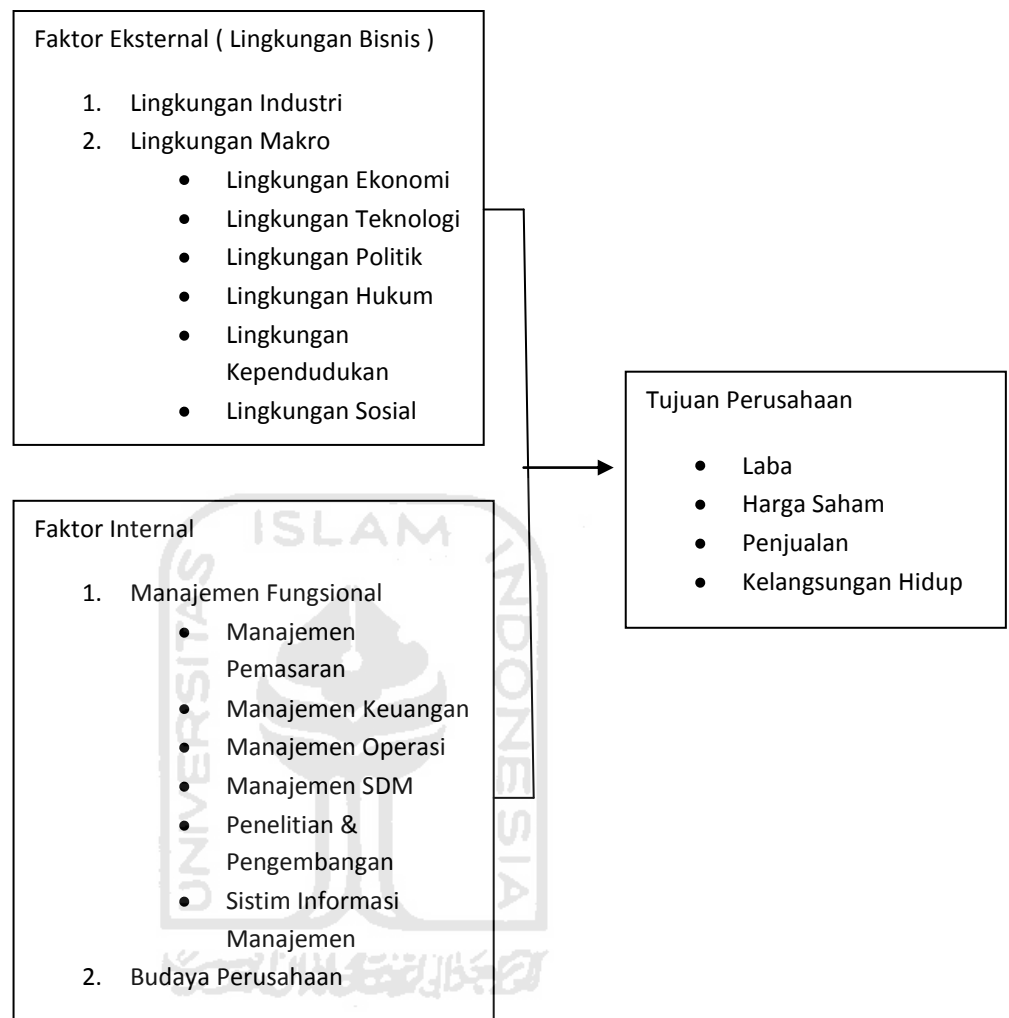 Faktor Eksternal ( Lingkungan Bisnis )
1. Lingkungan Industri
2. Lingkungan Makro
• Lingkungan Ekonomi
• Lingkungan Teknologi
• Lingkungan Politik
• Lingkungan Hukum
• Lingkungan
Kependudukan
• Lingkungan Sosial
Tujuan Perusahaan
• Laba
• Harga Saham
• Penjualan
• Kelangsungan Hidup
Faktor Internal
1. Manajemen Fungsional
• Manajemen
Pemasaran
• Manajemen Keuangan
• Manajemen Operasi
• Manajemen SDM
• Penelitian &
Pengembangan
• Sistim Informasi
Manajemen
2. Budaya Perusahaan
UNIVERSITAS
ISLAM
INDONESIA